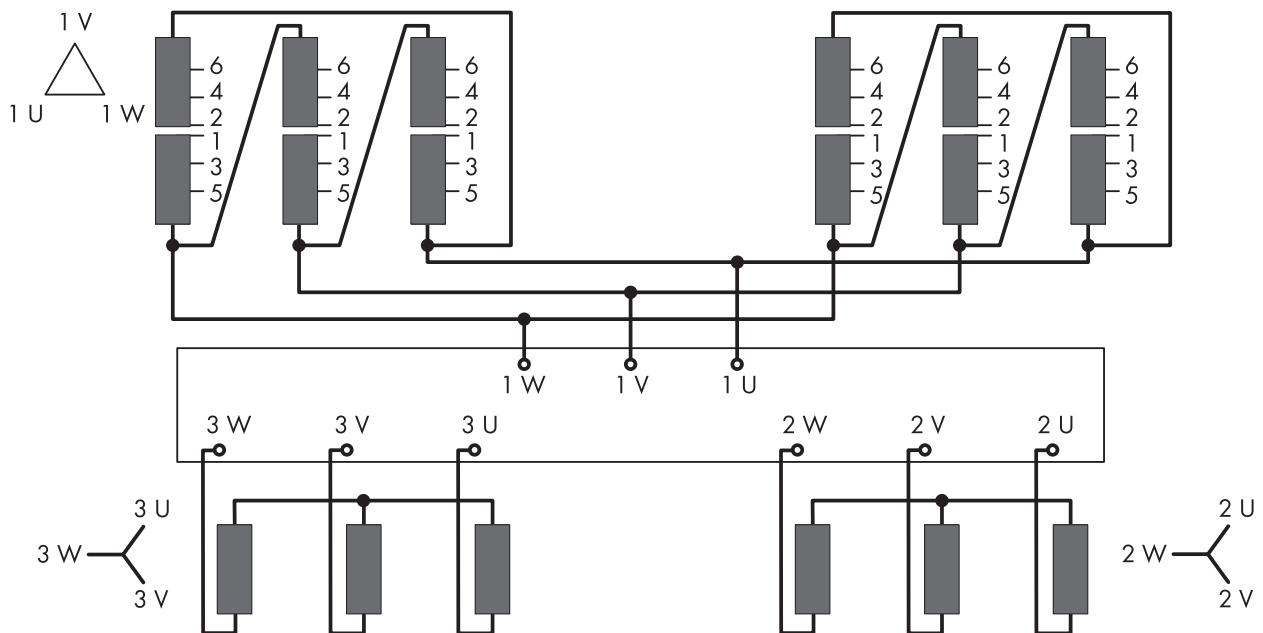 1 V
1 U 1 W
6 6 6 6 6 6
4 4 4 4 4 4
2 2 2 2 2 2
1 1 1 1 1 1
3 3 3 3 3 3
5 5 5 5 5 5
1 W 1 V 1 U
3 W 3 V 3 U 2 W 2 V 2 U
3 U 2 U
3 W 2 W
3 V 2 V